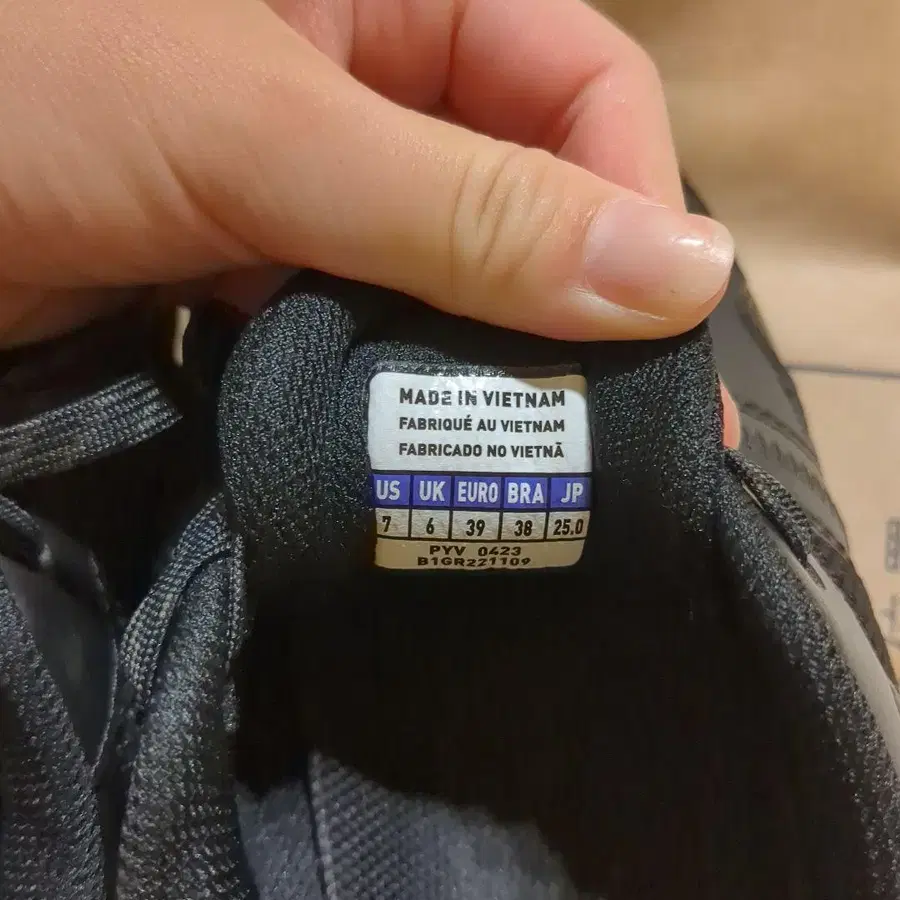 MADE IN VIETNAM
FABRIQUÉ AU VIETNAM
FABRICADO NO VIETNÃ
US UK EURO BRA JP
7 6 39 38 25.0
PYV 0423
B1GR221109